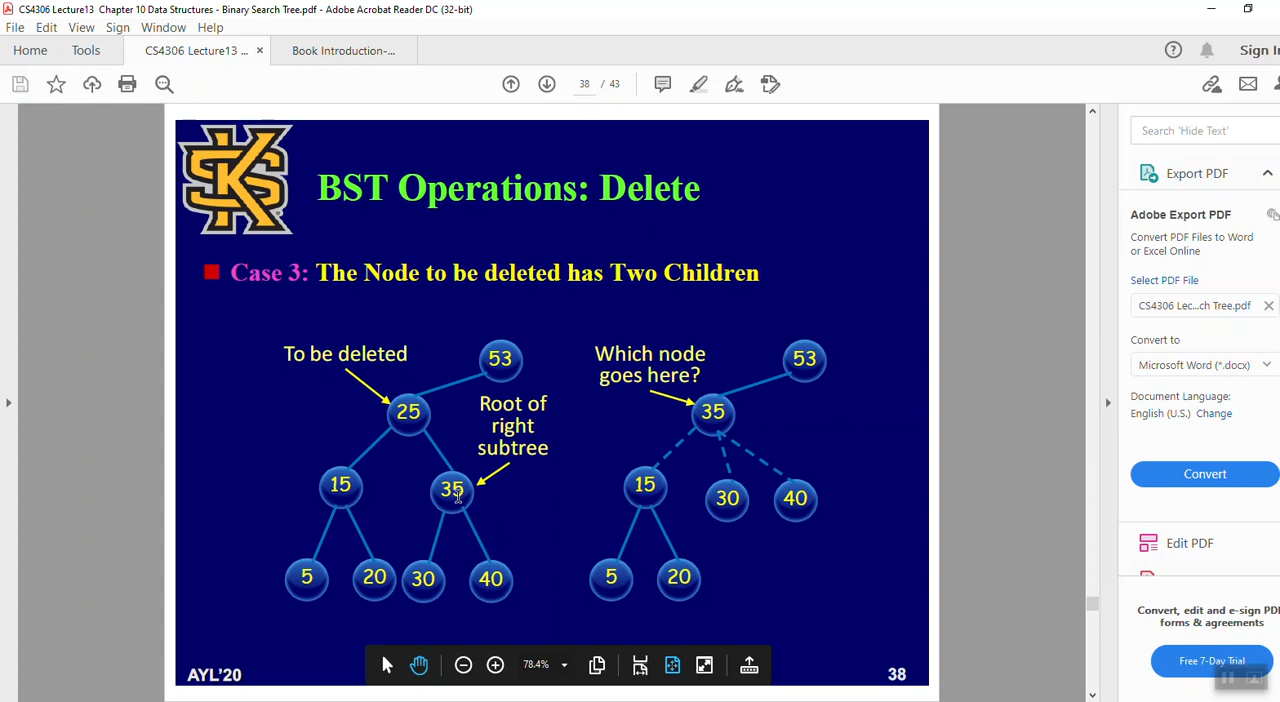 CS4306 Lecture13 Chapter 10 Data Structures - Binary Search Tree.pdf - Adobe Acrobat Reader DC (32-bit)
File Edit View Sign Window Help
Home Tools CS4306 Lecture13 ... × Book Introduction-... Sign In
38 / 43
BST Operations: Delete
Case 3: The Node to be deleted has Two Children
To be deleted
53
25
Root of
right
subtree
15
35
5 20 30 40
Which node
goes here?
53
35
15 30 40
5 20
AYL'20
78.4%
38
Search 'Hide Text'
Export PDF
Adobe Export PDF
Convert PDF Files to Word
or Excel Online
Select PDF File
CS4306 Lec...ch Tree.pdf ×
Convert to
Microsoft Word (*.docx)
Document Language:
English (U.S.) Change
Convert
Edit PDF
Convert, edit and e-sign PD
forms & agreements
Free 7-Day Trial